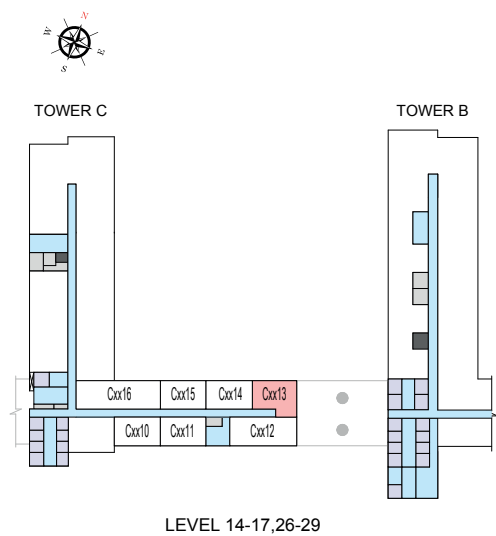 N
W
E
S
TOWER C
TOWER B
Cxx16
Cxx15
Cxx14
Cxx13
Cxx10
Cxx11
Cxx12
LEVEL 14-17,26-29